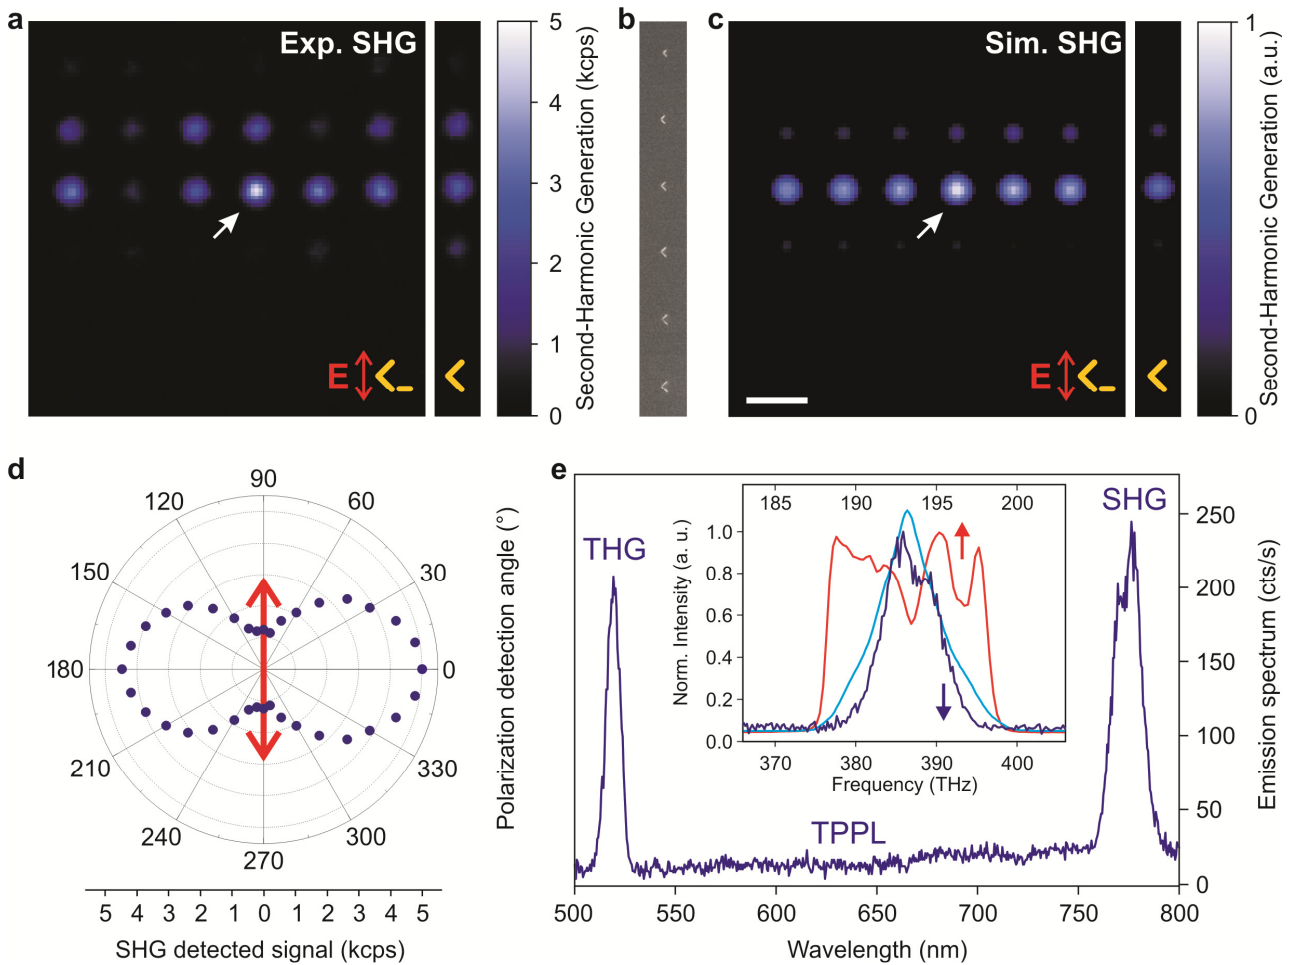 a
Exp. SHG
5
4
3
2
1
0
Second-Harmonic Generation (kcps)
E
b
c
Sim. SHG
1
0
Second-Harmonic Generation (a.u.)
E
d
90
120
60
150
30
180
0
210
330
240
300
270
Polarization detection angle (°)
5 4 3 2 1 0 1 2 3 4 5
SHG detected signal (kcps)
e
THG
TPPL
SHG
185 190 195 200
1.0
0.8
0.6
0.4
0.2
0.0
Norm. Intensity (a. u.)
370 380 390 400
Frequency (THz)
250
200
150
100
50
0
Emission spectrum (cts/s)
500 550 600 650 700 750 800
Wavelength (nm)